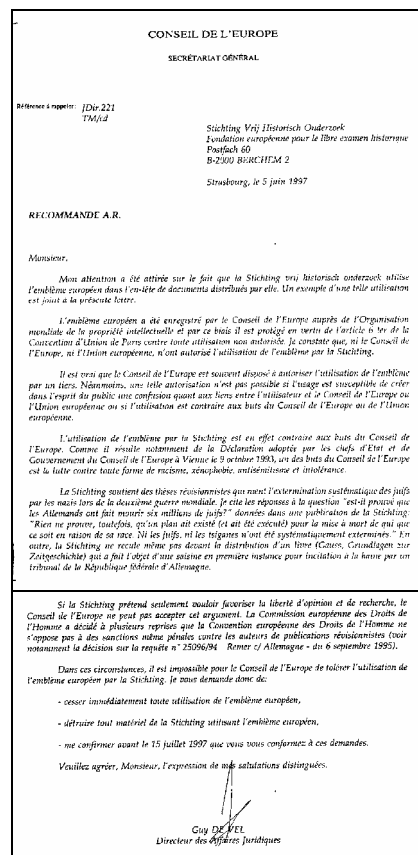 CONSEIL DE L'EUROPE
SECRÉTARIAT GÉNÉRAL
Référence à rappeler: JDir.221
TM/cd
Stichting Vrij Historisch Onderzoek
Fondation européenne pour le libre examen historique
Postfach 60
B-2000 BERCHEM 2
Strasbourg, le 5 juin 1997
RECOMMANDE A.R.
Monsieur,
Mon attention a été attirée sur le fait que la Stichting vrij historisch onderzoek utilise
l'emblème européen dans l'en-tête de documents distribués par elle. Un exemple d'une telle utilisation
est joint à la présente lettre.
L'emblème européen a été enregistré par le Conseil de l'Europe auprès de l'Organisation
mondiale de la propriété intellectuelle et par ce biais il est protégé en vertu de l'article 6 ter de la
Convention d'Union de Paris contre toute utilisation non autorisée. Je constate que, ni le Conseil de
l'Europe, ni l'Union européenne, n'ont autorisé l'utilisation de l'emblème par la Stichting.
Il est vrai que le Conseil de l'Europe est souvent disposé à autoriser l'utilisation de l'emblème
par un tiers. Néanmoins, une telle autorisation n'est pas possible si l'usage est susceptible de créer
dans l'esprit du public une confusion quant aux liens entre l'utilisateur et le Conseil de l'Europe ou
l'Union européenne ou si l'utilisation est contraire aux buts du Conseil de l'Europe ou de l'Union
européenne.
L'utilisation de l'emblème par la Stichting est en effet contraire aux buts du Conseil de
l'Europe. Comme il résulte notamment de la Déclaration adoptée par les chefs d'Etat et de
Gouvernement du Conseil de l'Europe à Vienne le 9 octobre 1993, un des buts du Conseil de l'Europe
est la lutte contre toute forme de racisme, xénophobie, antisémitisme et intolérance.
La Stichting soutient des thèses révisionnistes qui nient l'extermination systématique des juifs
par les nazis lors de la deuxième guerre mondiale. Je cite les réponses à la question "est-il prouvé que
les Allemands ont fait mourir six millions de juifs?" données dans une publication de la Stichting:
"Rien ne prouve, toutefois, qu'un plan ait existé (et ait été exécuté) pour la mise à mort de qui que
ce soit en raison de sa race. Ni les juifs, ni les tsiganes n'ont été systématiquement exterminés." En
outre, la Stichting ne recule même pas devant la distribution d'un livre (Gauss, Grundlagen zur
Zeitgeschichte) qui a fait l'objet d'une saisine en première instance pour incitation à la haine par un
tribunal de la République fédérale d'Allemagne.
Si la Stichting prétend seulement vouloir favoriser la liberté d'opinion et de recherche, le
Conseil de l'Europe ne peut pas accepter cet argument. La Commission européenne des Droits de
l'Homme a décidé à plusieurs reprises que la Convention européenne des Droits de l'Homme ne
s'oppose pas à des sanctions même pénales contre les auteurs de publications révisionnistes (voir
notamment la décision sur la requête n° 25096/94 Remer c/ Allemagne - du 6 septembre 1995).
Dans ces circonstances, il est impossible pour le Conseil de l'Europe de tolérer l'utilisation de
l'emblème européen par la Stichting. Je vous demande donc de:
- cesser immédiatement toute utilisation de l'emblème européen,
- détruire tout matériel de la Stichting utilisant l'emblème européen,
- me confirmer avant le 15 juillet 1997 que vous vous conformez à ces demandes.
Veuillez agréer, Monsieur, l'expression de mes salutations distinguées.
Guy DE VEL
Directeur des Affaires Juridiques